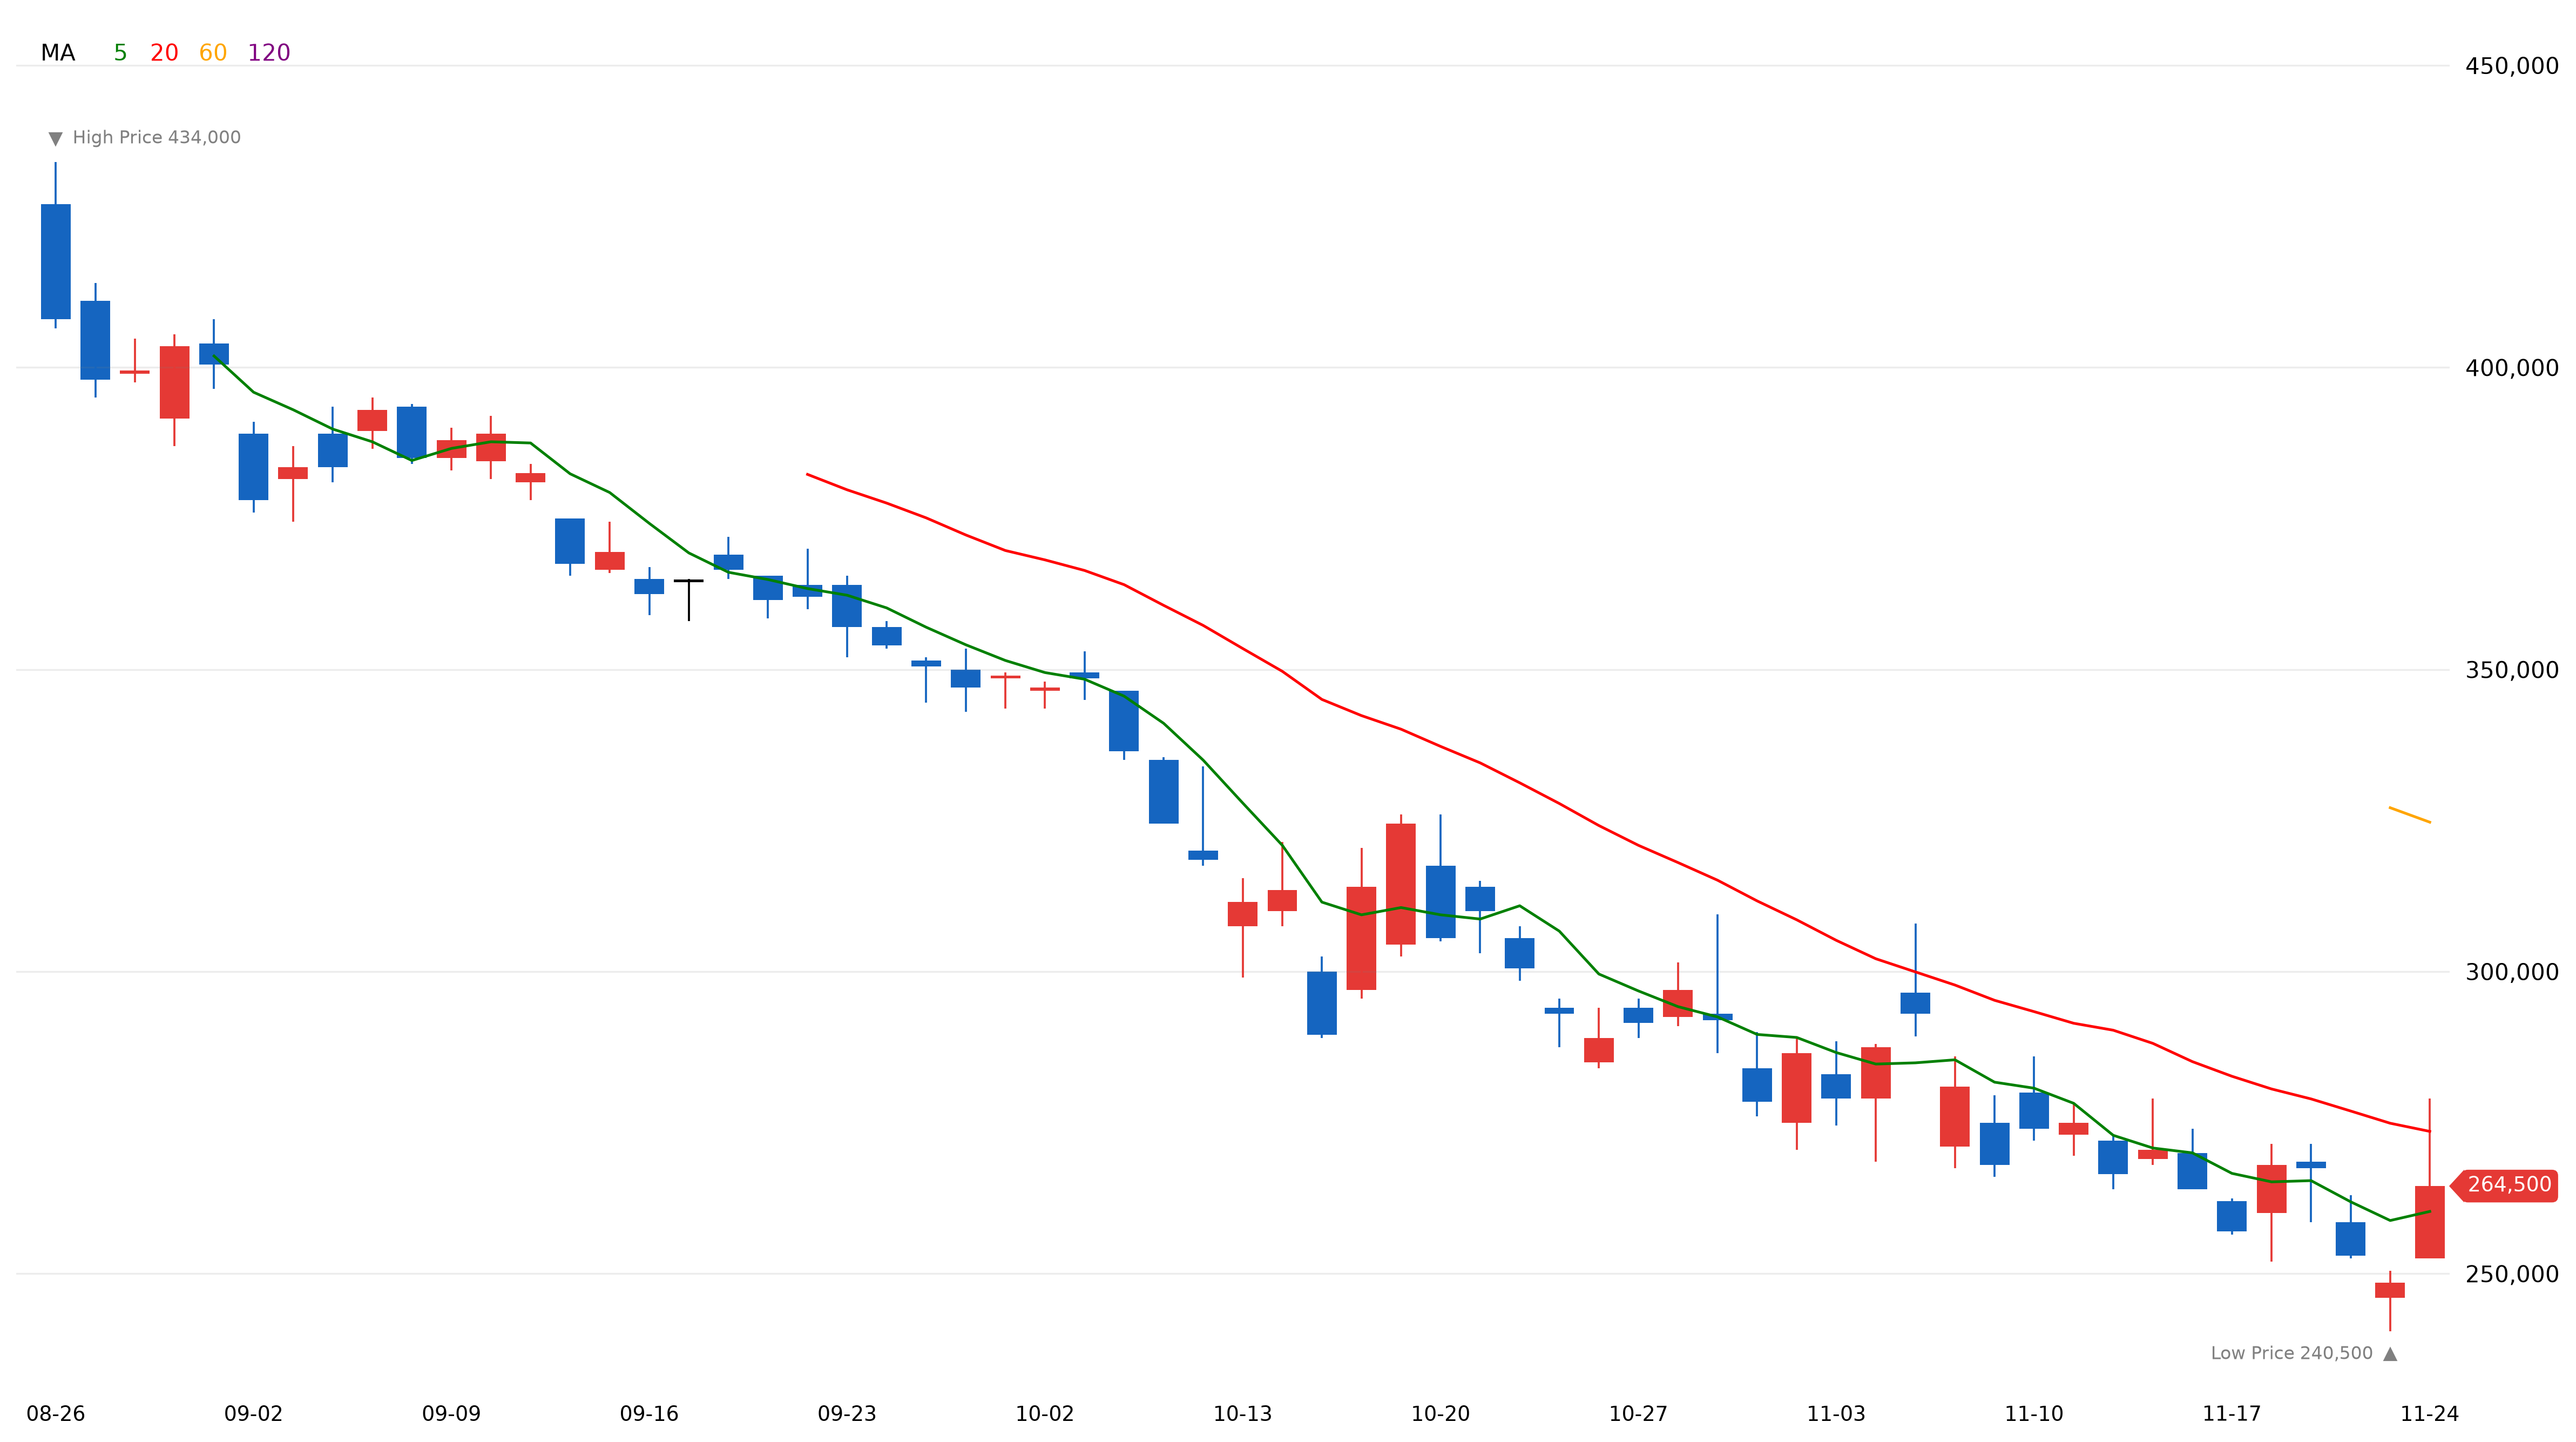 MA 5 20 60 120
450,000
▼ High Price 434,000
400,000
350,000
300,000
264,500
250,000
Low Price 240,500 ▲
08-26 09-02 09-09 09-16 09-23 10-02 10-13 10-20 10-27 11-03 11-10 11-17 11-24